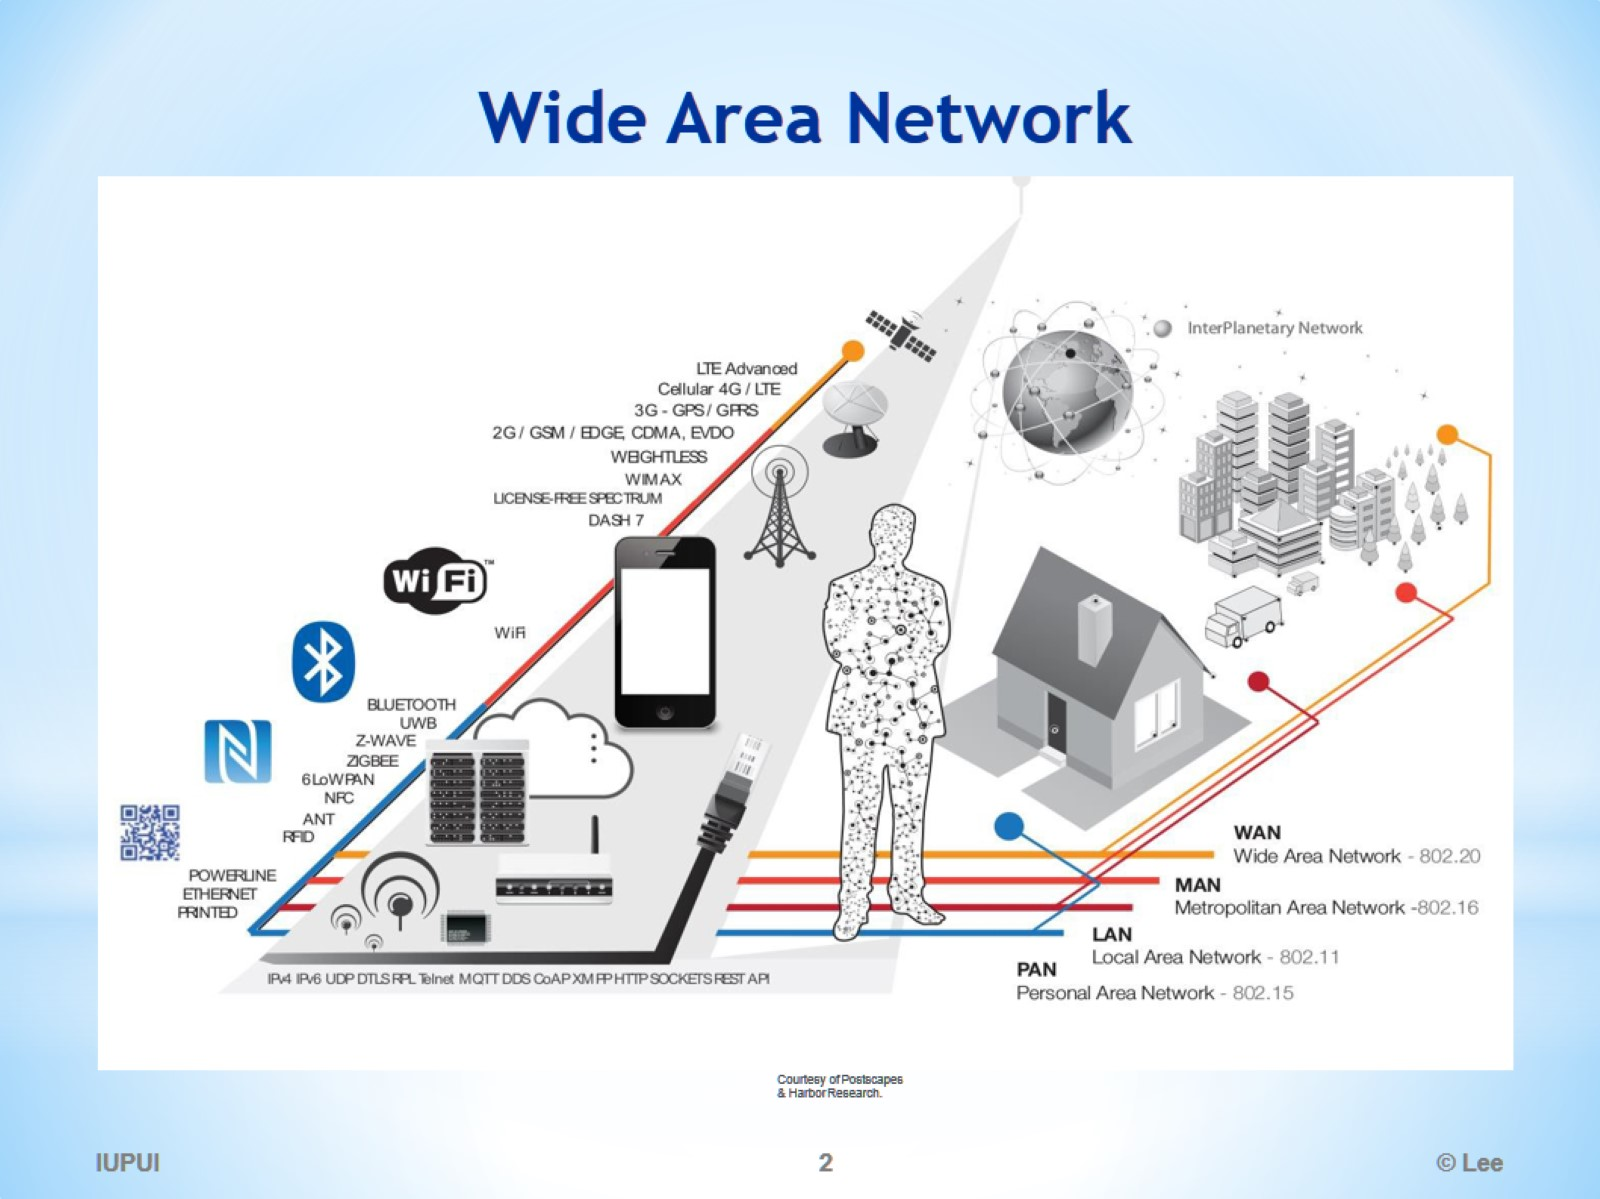 Wide Area Network
InterPlanetary Network
LTE Advanced
Cellular 4G / LTE
3G - GPS / GPRS
2G / GSM / EDGE, CDMA, EVDO
WEIGHTLESS
WIMAX
LICENSE-FREE SPECTRUM
DASH 7
Wi Fi ™
WiFi
BLUETOOTH
UWB
Z-WAVE
ZIGBEE
6LoWPAN
NFC
ANT
RFID
POWERLINE
ETHERNET
PRINTED
WAN
Wide Area Network - 802.20
MAN
Metropolitan Area Network -802.16
LAN
Local Area Network - 802.11
PAN
Personal Area Network - 802.15
IPv4 IPv6 UDP DTLS RPL Telnet MQTT DDS CoAP XMPP HTTP SOCKETS REST API
Courtesy of Postscapes
& Harbor Research.
IUPUI
2
© Lee